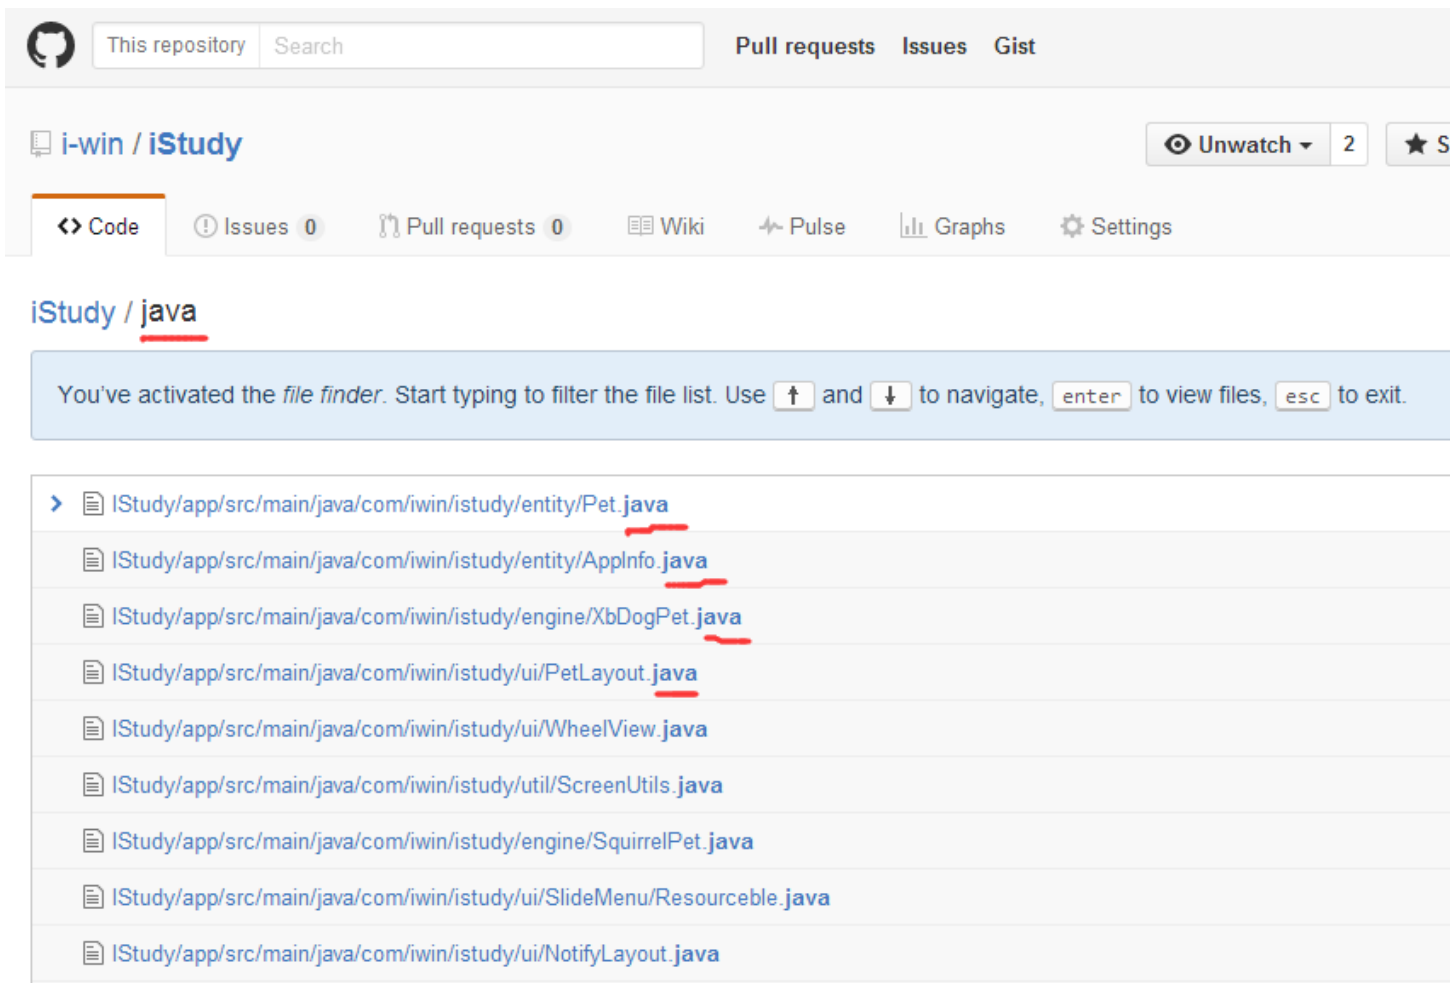 This repository Search Pull requests Issues Gist
i-win / iStudy Unwatch 2 S
Code Issues 0 Pull requests 0 Wiki Pulse Graphs Settings
iStudy / java
You've activated the file finder. Start typing to filter the file list. Use ↑ and ↓ to navigate, enter to view files, esc to exit.
IStudy/app/src/main/java/com/iwin/istudy/entity/Pet.java
IStudy/app/src/main/java/com/iwin/istudy/entity/AppInfo.java
IStudy/app/src/main/java/com/iwin/istudy/engine/XbDogPet.java
IStudy/app/src/main/java/com/iwin/istudy/ui/PetLayout.java
IStudy/app/src/main/java/com/iwin/istudy/ui/WheelView.java
IStudy/app/src/main/java/com/iwin/istudy/util/ScreenUtils.java
IStudy/app/src/main/java/com/iwin/istudy/engine/SquirrelPet.java
IStudy/app/src/main/java/com/iwin/istudy/ui/SlideMenu/Resourceble.java
IStudy/app/src/main/java/com/iwin/istudy/ui/NotifyLayout.java